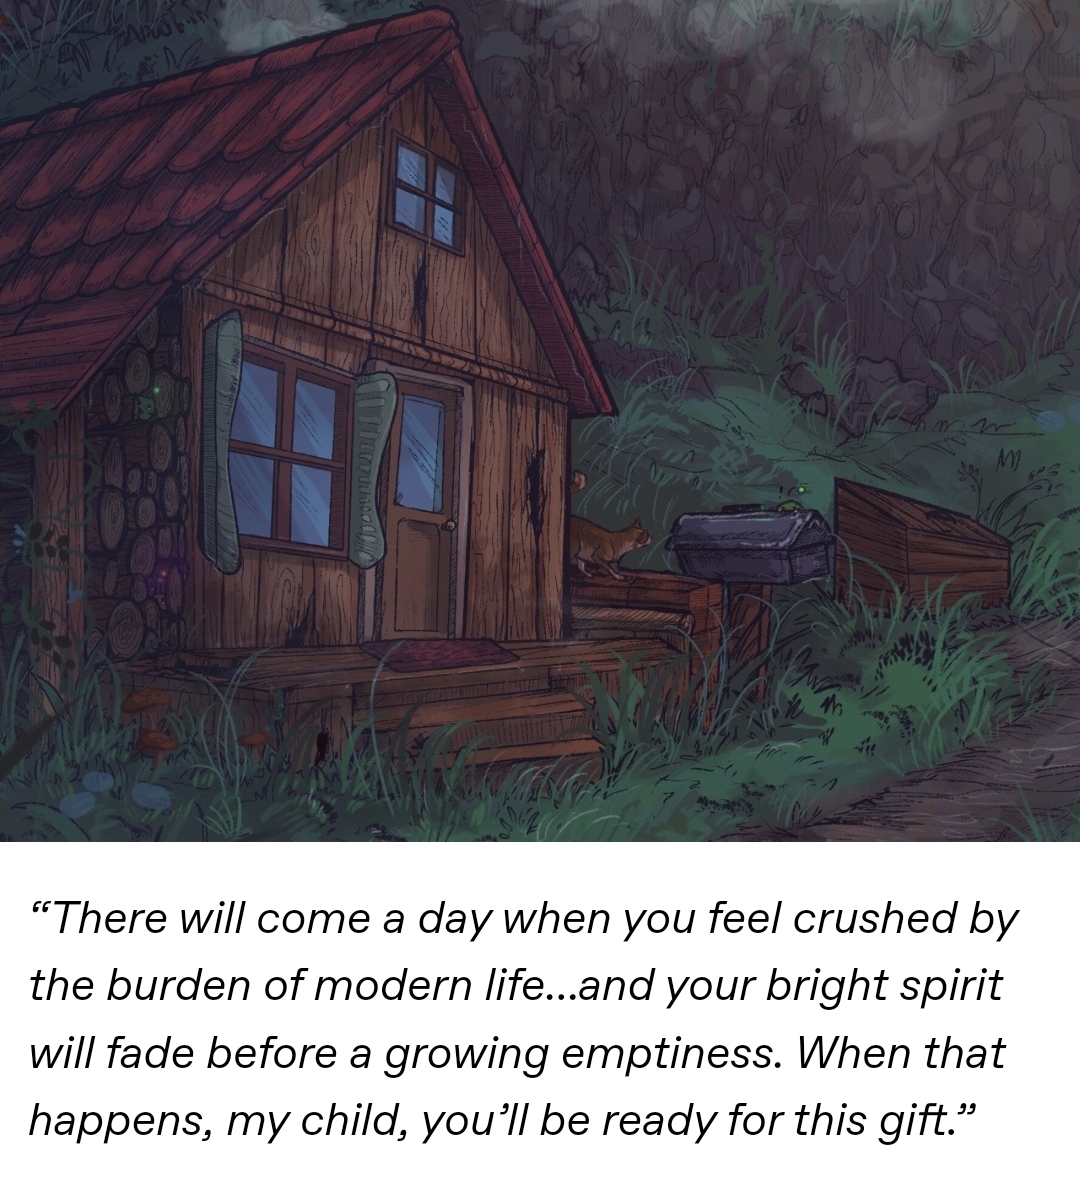 “There will come a day when you feel crushed by
the burden of modern life...and your bright spirit
will fade before a growing emptiness. When that
happens, my child, you’ll be ready for this gift.”